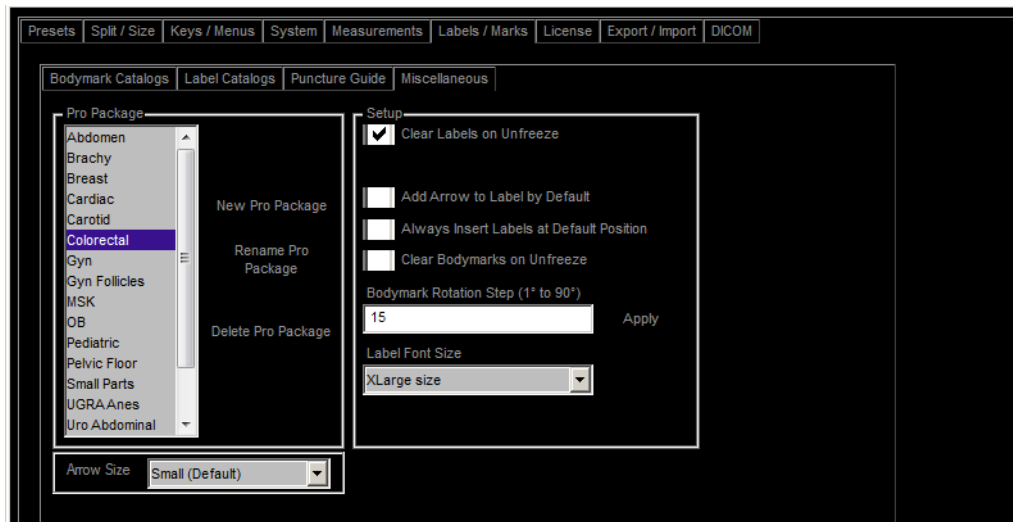 Presets Split / Size Keys / Menus System Measurements Labels / Marks License Export / Import DICOM
Bodymark Catalogs Label Catalogs Puncture Guide Miscellaneous
Pro Package
Abdomen
Brachy
Breast
Cardiac
Carotid
Colorectal
Gyn
Gyn Follicles
MSK
OB
Pediatric
Pelvic Floor
Small Parts
UGRA Anes
Uro Abdominal
New Pro Package
Rename Pro
Package
Delete Pro Package
Arrow Size Small (Default)
Setup
Clear Labels on Unfreeze
Add Arrow to Label by Default
Always Insert Labels at Default Position
Clear Bodymarks on Unfreeze
Bodymark Rotation Step (1° to 90°)
15 Apply
Label Font Size
XLarge size